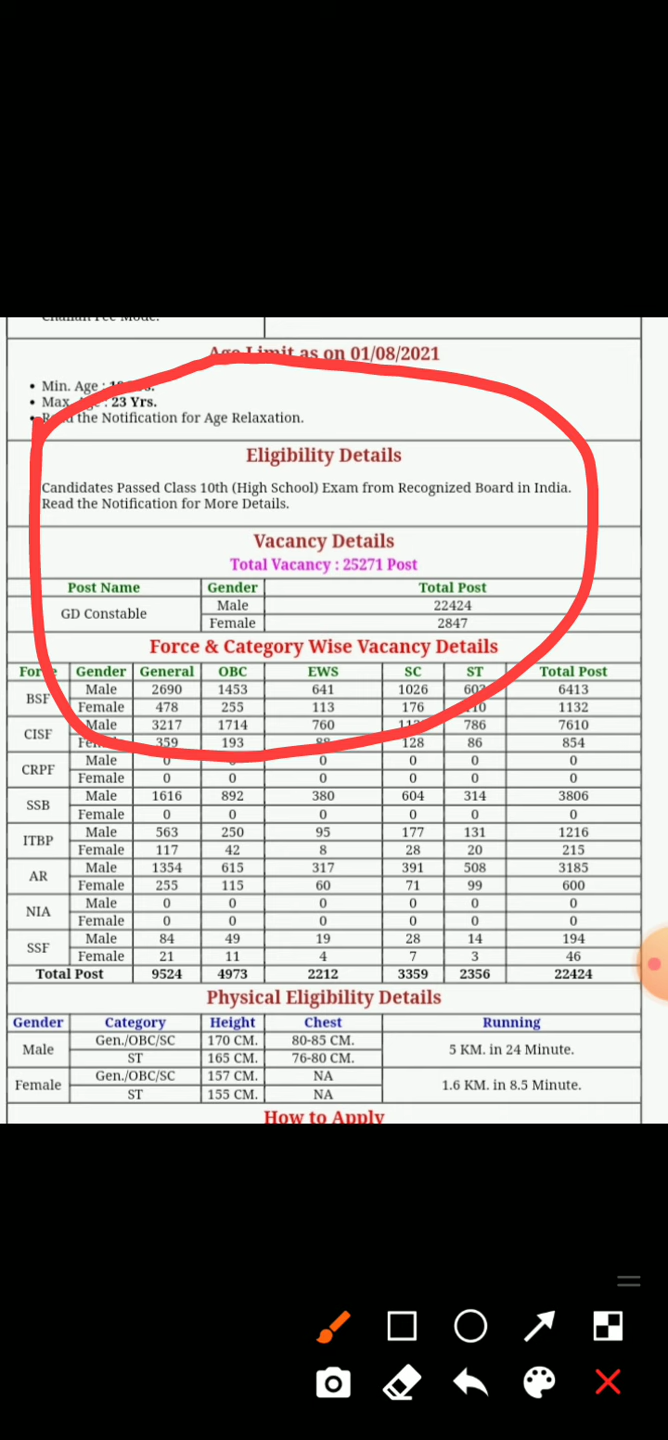 Age Limit as on 01/08/2021
Min. Age :
Max. : 23 Yrs.
the Notification for Age Relaxation.
Eligibility Details
Candidates Passed Class 10th (High School) Exam from Recognized Board in India.
Read the Notification for More Details.
Vacancy Details
Total Vacancy : 25271 Post
Post Name Gender Total Post
GD Constable Male 22424
Female 2847
Force & Category Wise Vacancy Details
Gender General OBC EWS SC ST Total Post
BSF Male 2690 1453 641 1026 6413
Female 478 255 113 176 1132
CISF Male 3217 1714 760 786 7610
359 193 128 86 854
CRPF Male 0 0 0 0 0
Female 0 0 0 0 0 0
SSB Male 1616 892 380 604 314 3806
Female 0 0 0 0 0 0
ITBP Male 563 250 95 177 131 1216
Female 117 42 8 28 20 215
AR Male 1354 615 317 391 508 3185
Female 255 115 60 71 99 600
NIA Male 0 0 0 0 0 0
Female 0 0 0 0 0 0
SSF Male 84 49 19 28 14 194
Female 21 11 4 7 3 46
Total Post 9524 4973 2212 3359 2356 22424
Physical Eligibility Details
Gender Category Height Chest Running
Male Gen./OBC/SC 170 CM. 80-85 CM. 5 KM. in 24 Minute.
ST 165 CM. 76-80 CM.
Female Gen./OBC/SC 157 CM. NA 1.6 KM. in 8.5 Minute.
ST 155 CM. NA
How to Apply